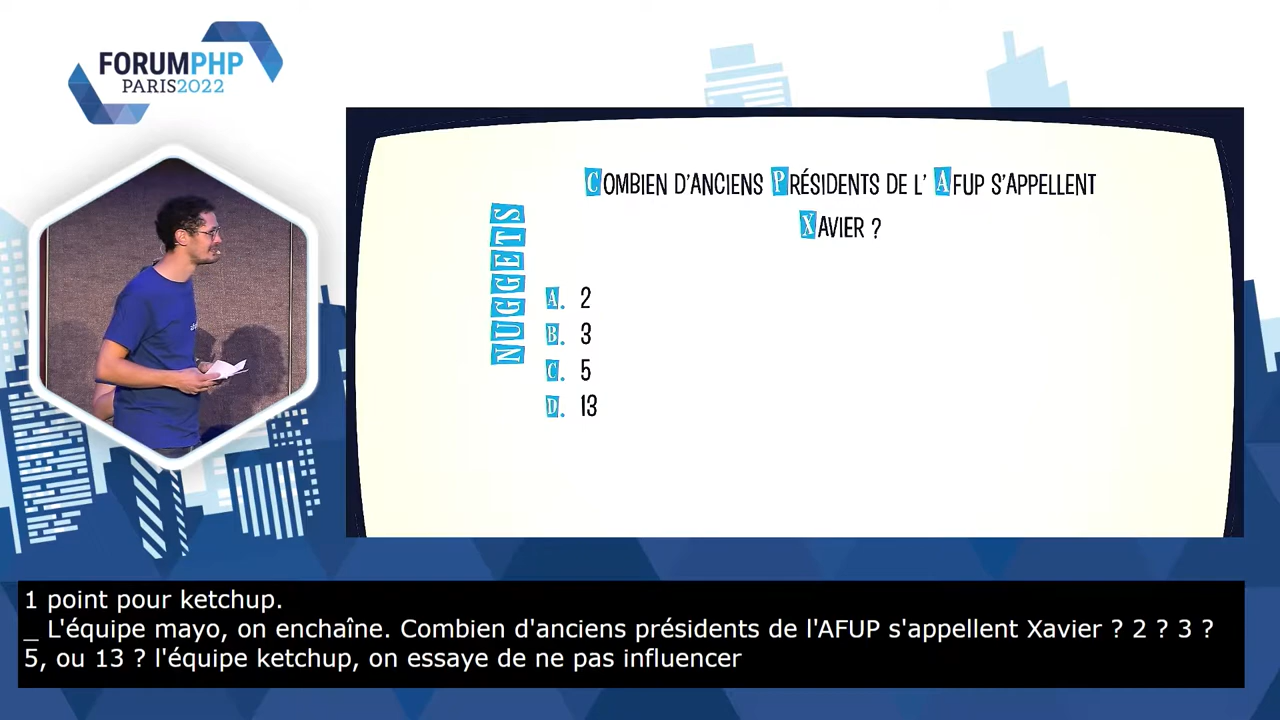 FORUMPHP
PARIS2022
COMBIEN D'ANCIENS PRÉSIDENTS DE L' AFUP S'APPELLENT
XAVIER ?
NUGGETS
A. 2
B. 3
C. 5
D. 13
1 point pour ketchup.
_ L'équipe mayo, on enchaîne. Combien d'anciens présidents de l'AFUP s'appellent Xavier ? 2 ? 3 ?
5, ou 13 ? l'équipe ketchup, on essaye de ne pas influencer